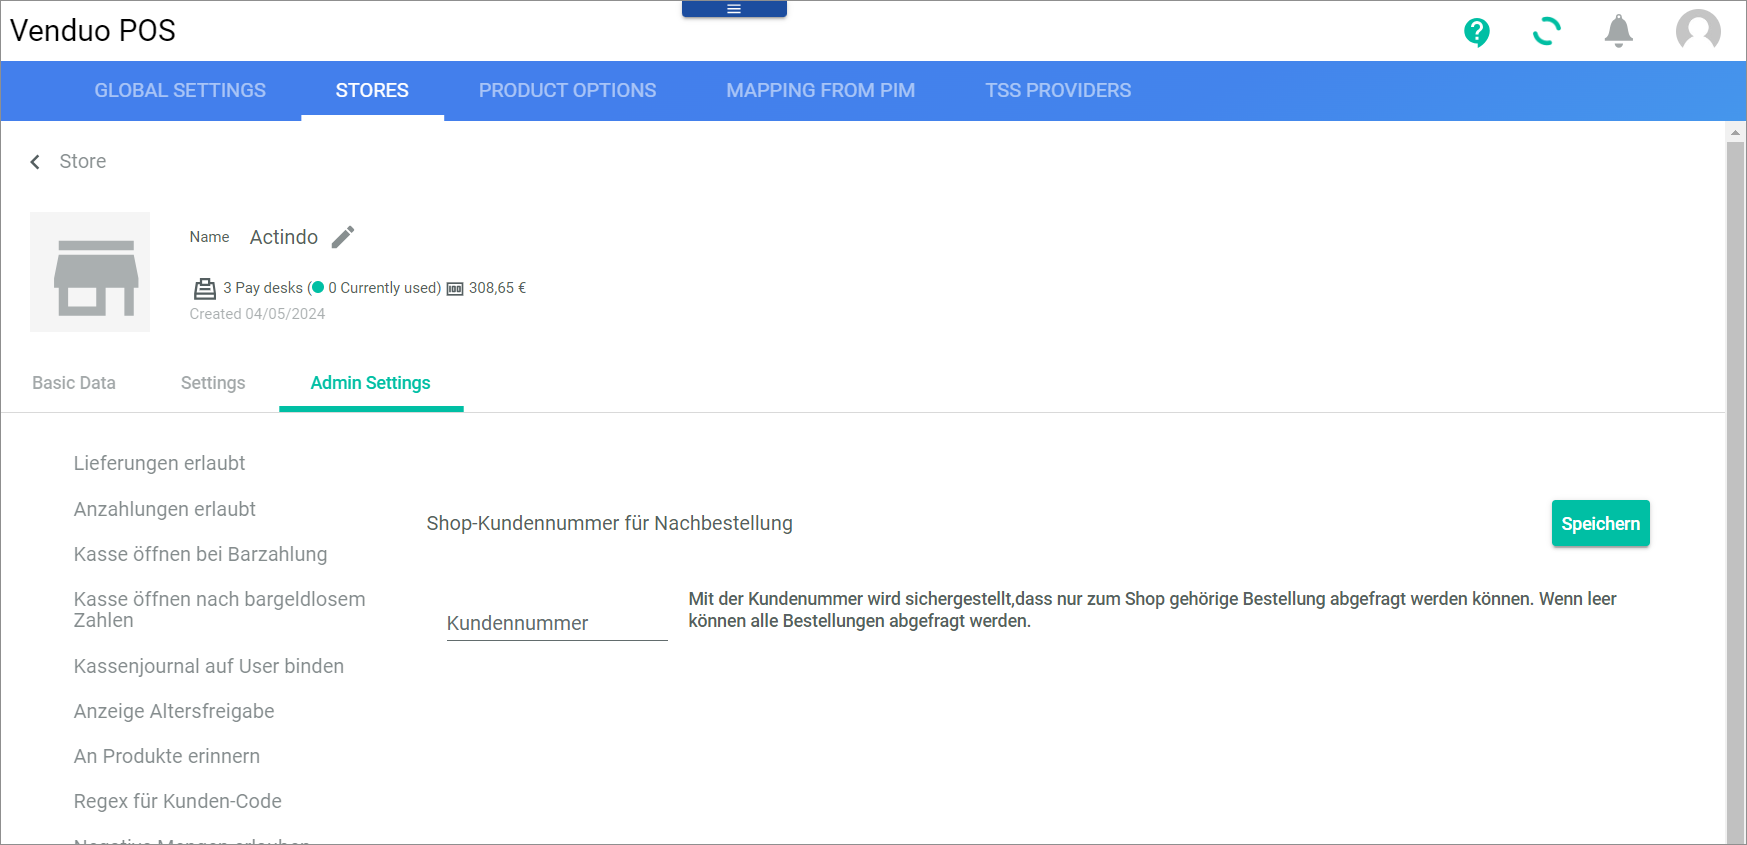 Venduo POS
GLOBAL SETTINGS
STORES
PRODUCT OPTIONS
MAPPING FROM PIM
TSS PROVIDERS
Store
Name Actindo
3 Pay desks ( 0 Currently used) 308,65 €
Created 04/05/2024
Basic Data
Settings
Admin Settings
Lieferungen erlaubt
Anzahlungen erlaubt
Kasse öffnen bei Barzahlung
Kasse öffnen nach bargeldlosem
Zahlen
Kassenjournal auf User binden
Anzeige Altersfreigabe
An Produkte erinnern
Regex für Kunden-Code
Negative Mengen erlauben
Shop-Kundennummer für Nachbestellung
Speichern
Kundennummer
Mit der Kundenummer wird sichergestellt,dass nur zum Shop gehörige Bestellung abgefragt werden können. Wenn leer
können alle Bestellungen abgefragt werden.